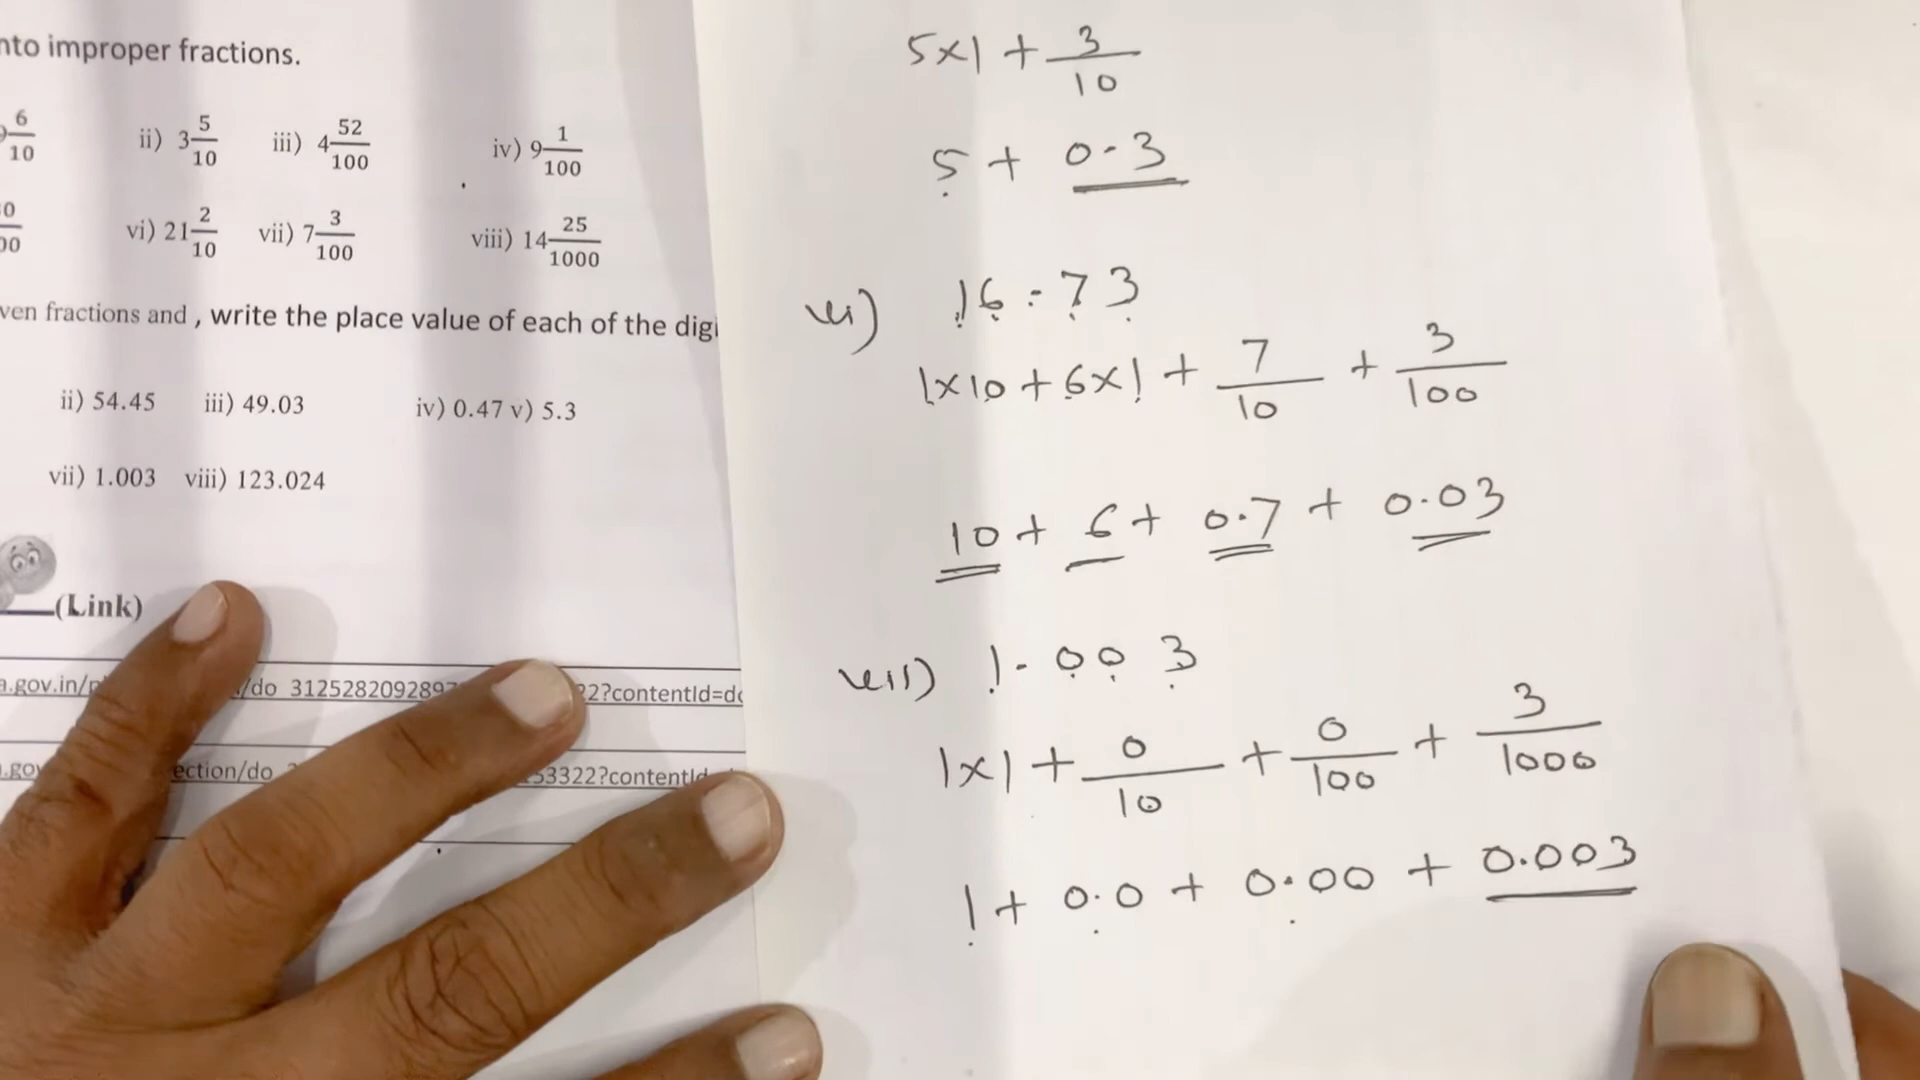 nto improper fractions.
6/10 ii) 3 5/10 iii) 4 52/100 iv) 9 1/100
vi) 21 2/10 vii) 7 3/100 viii) 14 25/1000
ven fractions and , write the place value of each of the digi
ii) 54.45 iii) 49.03 iv) 0.47 v) 5.3
vii) 1.003 viii) 123.024
(Link)
a.gov.in/p /do_312528209289 22?contentId=do
ection/do_ 53322?contentId
5×1 + 3/10
5 + 0.3
vi) 16.73
1×10 + 6×1 + 7/10 + 3/100
10 + 6 + 0.7 + 0.03
vii) 1.003
1×1 + 0/10 + 0/100 + 3/1000
1 + 0.0 + 0.00 + 0.003